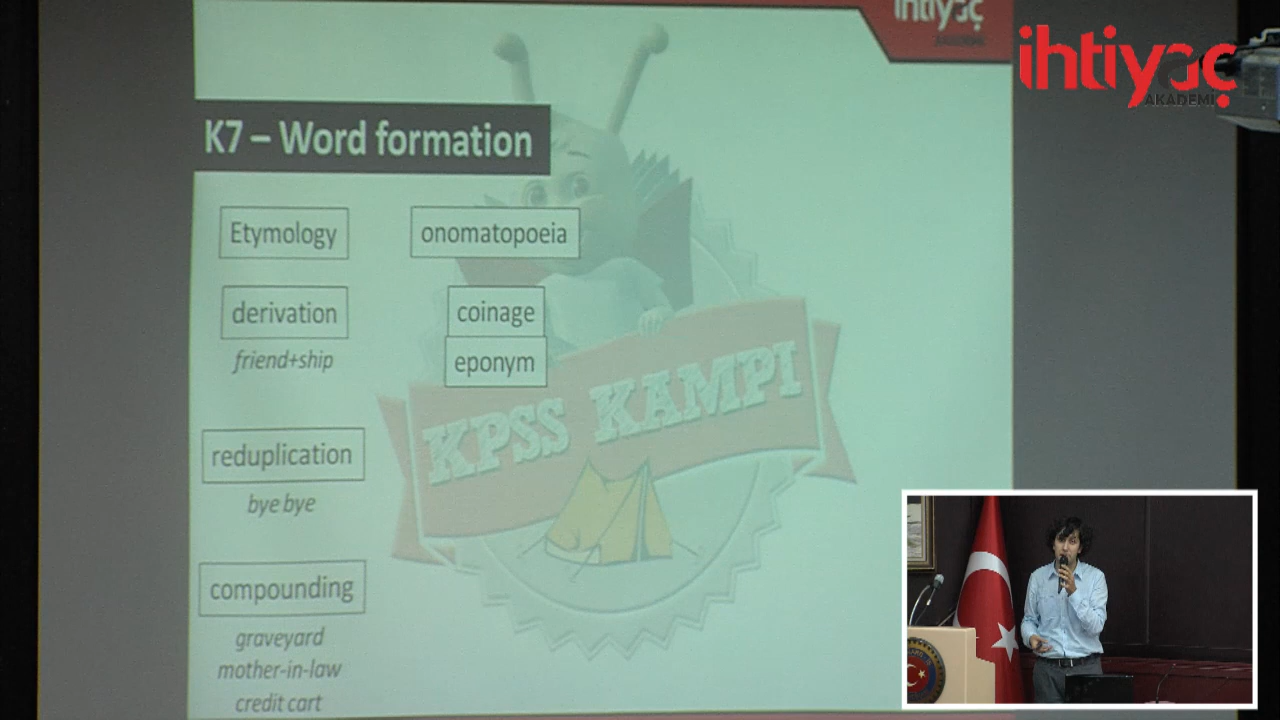 ihtiyaç
AKADEMİ
ihtiyaç
AKADEMİ
K7 – Word formation
Etymology
onomatopoeia
derivation
coinage
friend+ship
eponym
KPSS KAMPI
reduplication
bye bye
compounding
graveyard
mother-in-law
credit cart